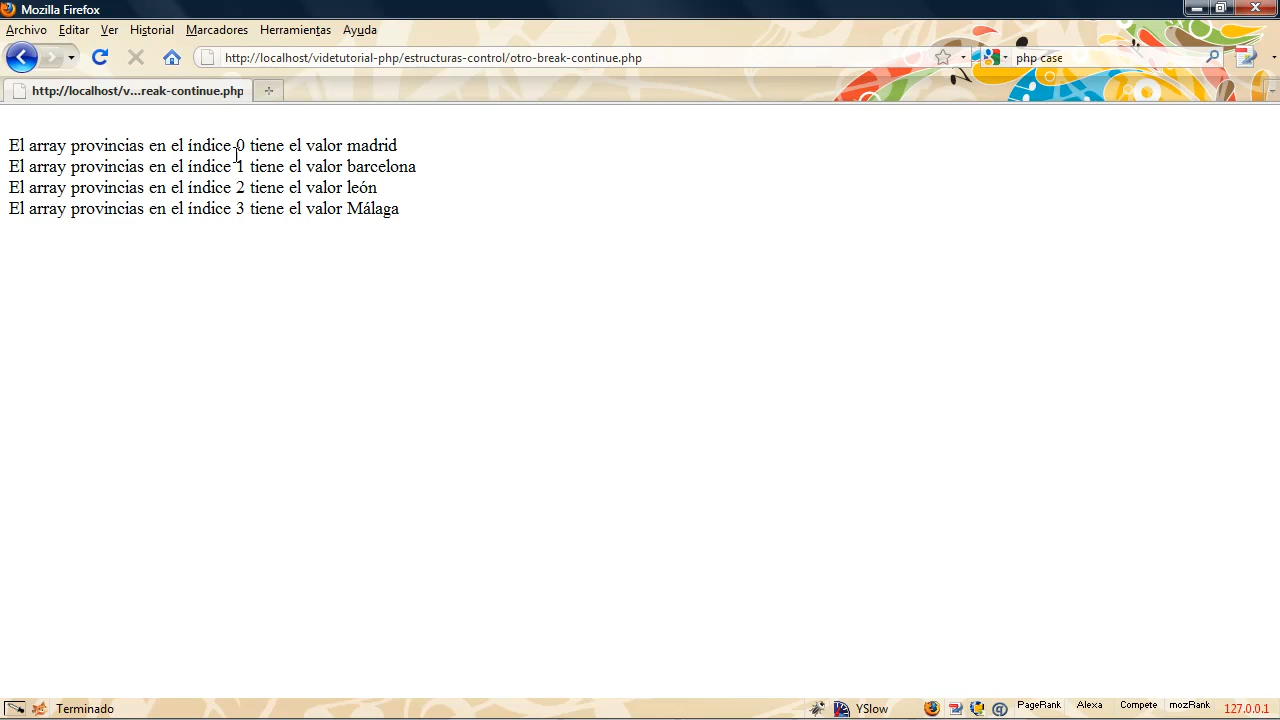 Mozilla Firefox
Archivo Editar Ver Historial Marcadores Herramientas Ayuda
http://localhost/videtutorial-php/estructuras-control/otro-break-continue.php
php case
http://localhost/v...reak-continue.php
El array provincias en el índice 0 tiene el valor madrid
El array provincias en el índice 1 tiene el valor barcelona
El array provincias en el índice 2 tiene el valor león
El array provincias en el índice 3 tiene el valor Málaga
Terminado YSlow PageRank Alexa Compete mozRank 127.0.0.1